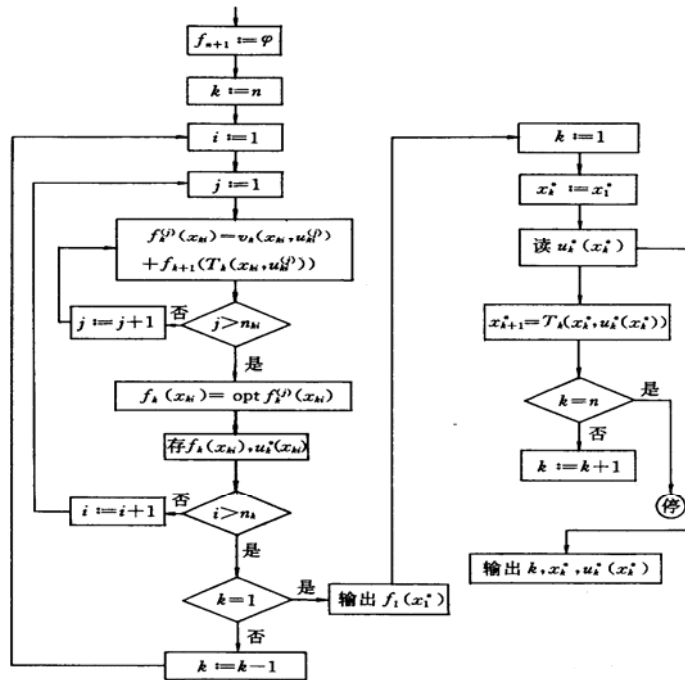 f_{n+1} := φ
k := n
i := 1
j := 1
f_k^{(j)}(x_{ki}) = v_k(x_{ki}, u_{ki}^{(j)})
+ f_{k+1}(T_k(x_{ki}, u_{ki}^{(j)}))
否
j := j+1
j > n_{ki}
是
f_k(x_{ki}) = opt f_k^{(j)}(x_{ki})
存 f_k(x_{ki}), u_k^*(x_{ki})
否
i := i+1
i > n_k
是
k = 1
是
输出 f_1(x_1^*)
否
k := k-1
k := 1
x_k^* := x_1^*
读 u_k^*(x_k^*)
x_{k+1}^* = T_k(x_k^*, u_k^*(x_k^*))
是
k = n
否
k := k+1
停
输出 k, x_k^*, u_k^*(x_k^*)